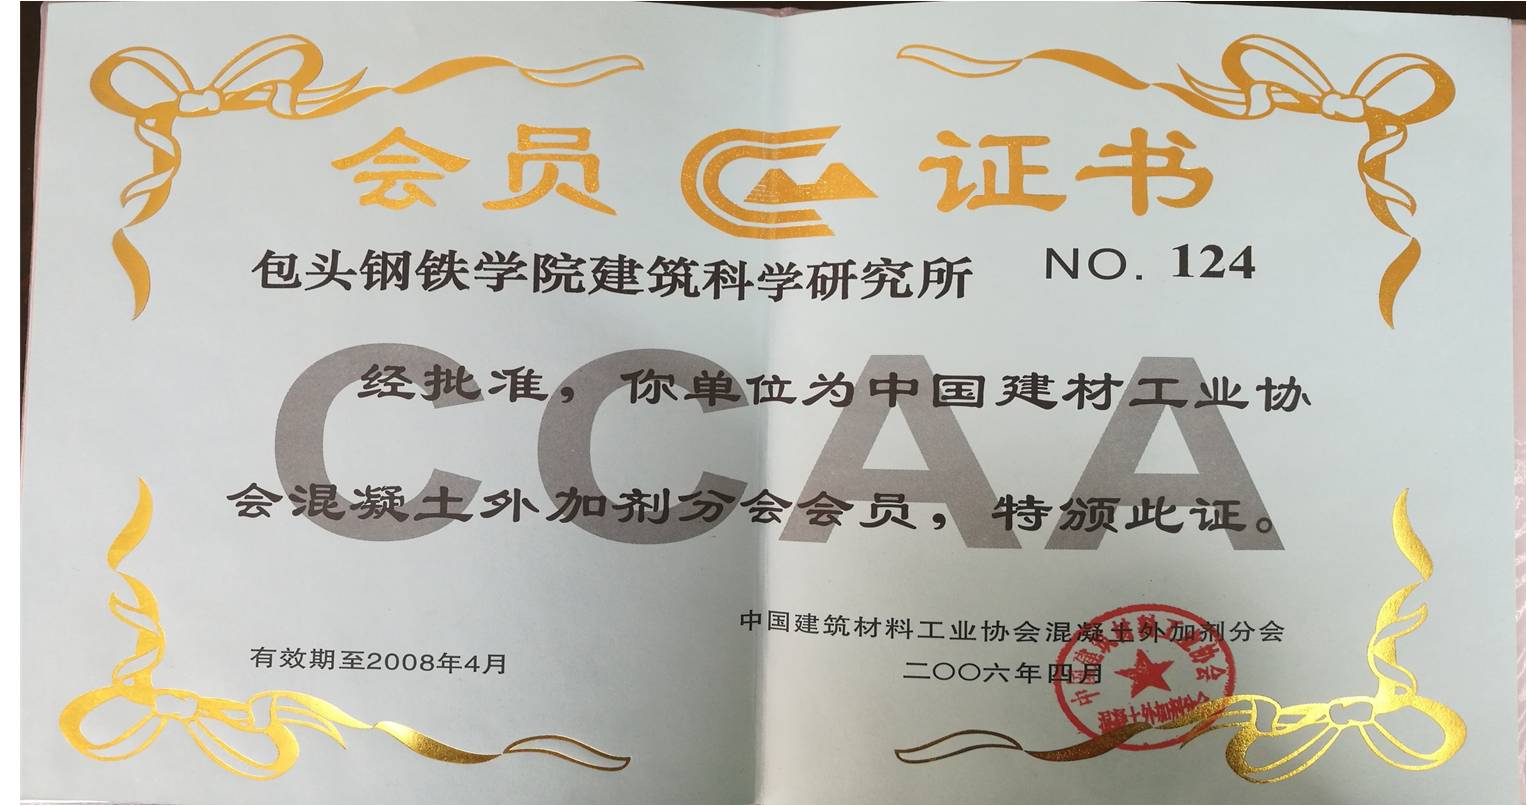 会员 证书
包头钢铁学院建筑科学研究所 NO. 124
CCAA
经批准，你单位为中国建材工业协
会混凝土外加剂分会会员，特颁此证。
中国建筑材料工业协会混凝土外加剂分会
有效期至2008年4月
二〇〇六年四月